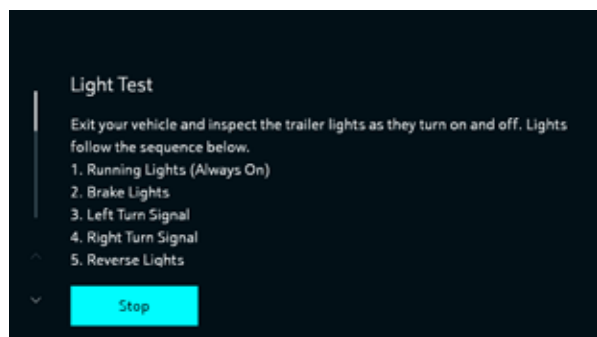 Light Test
Exit your vehicle and inspect the trailer lights as they turn on and off. Lights
follow the sequence below.
1. Running Lights (Always On)
2. Brake Lights
3. Left Turn Signal
4. Right Turn Signal
5. Reverse Lights
Stop